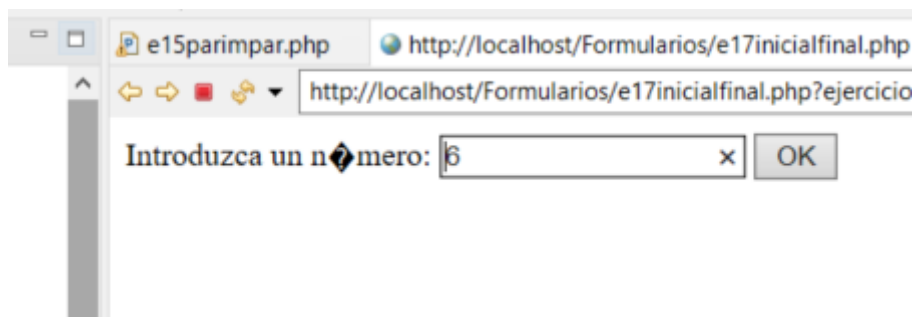 e15parimpar.php http://localhost/Formularios/e17inicialfinal.php
http://localhost/Formularios/e17inicialfinal.php?ejercicio
Introduzca un n�mero: 6 × OK